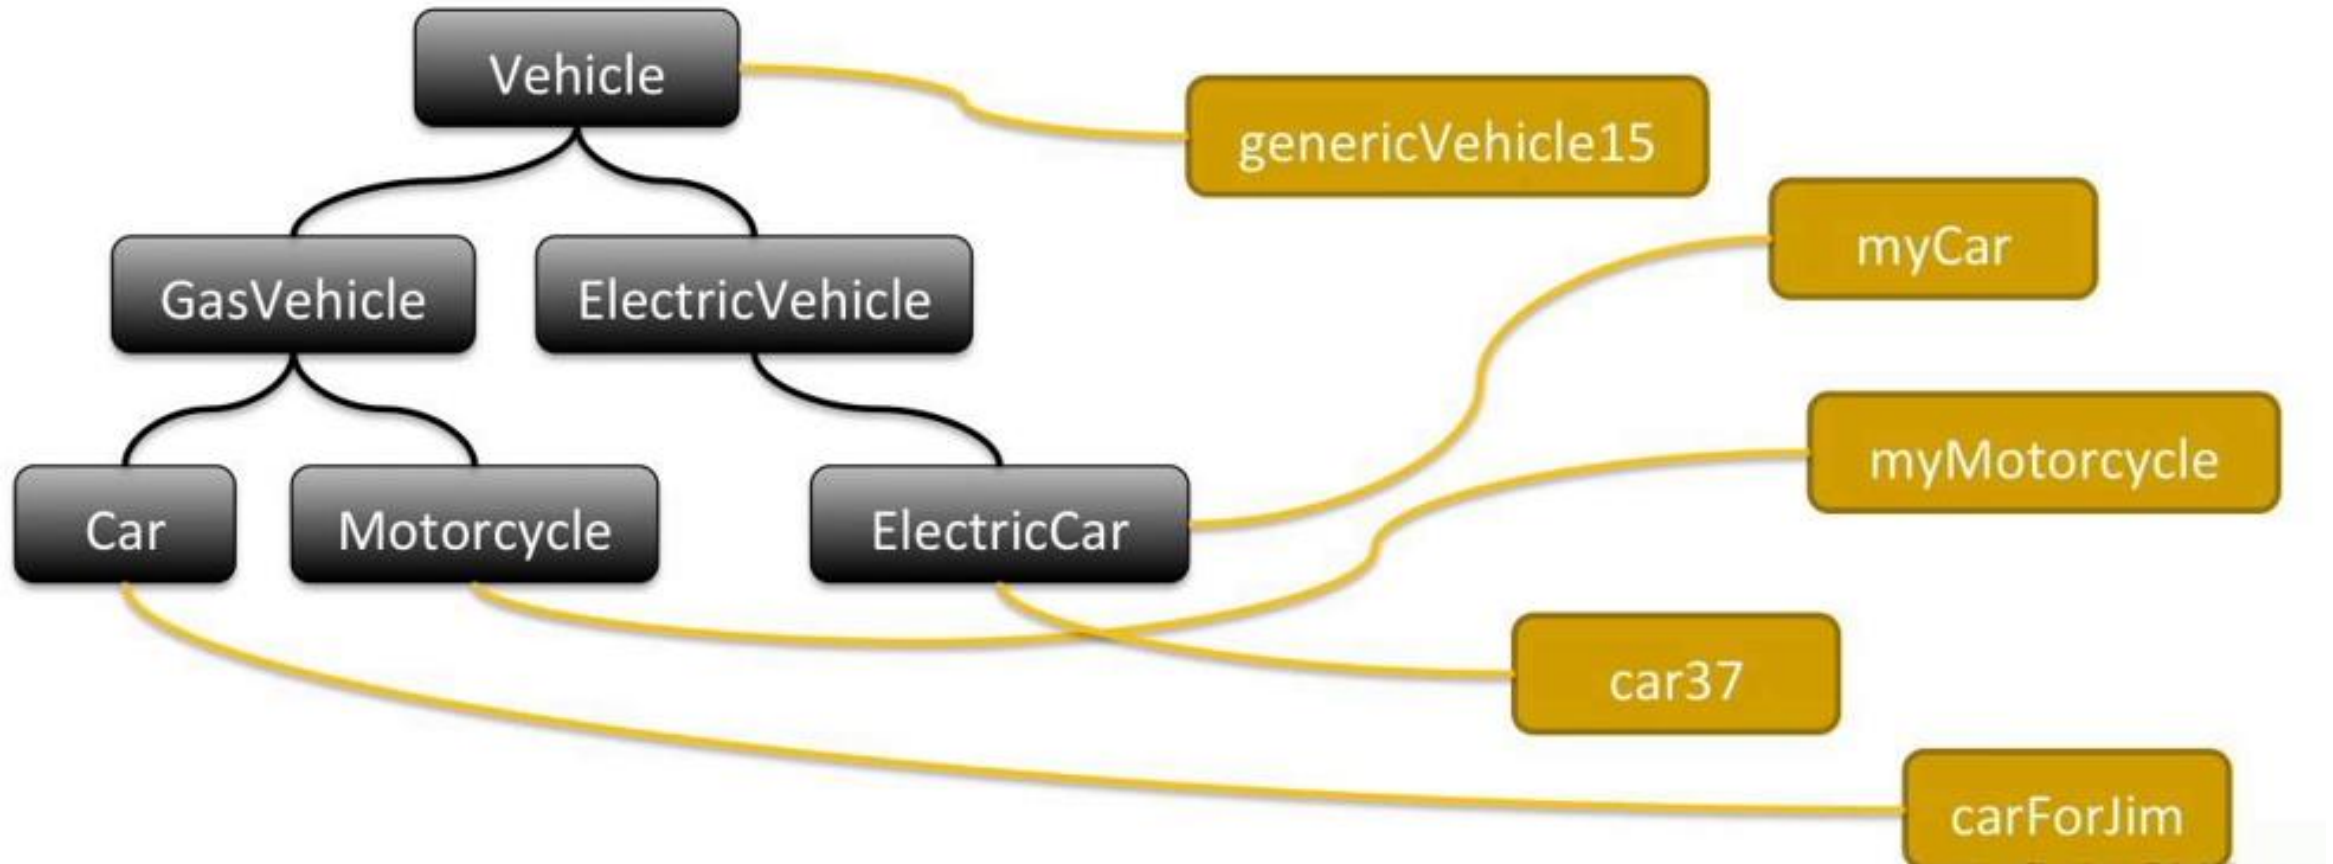 Vehicle
genericVehicle15
myCar
GasVehicle
ElectricVehicle
myMotorcycle
Car
Motorcycle
ElectricCar
car37
carForJim